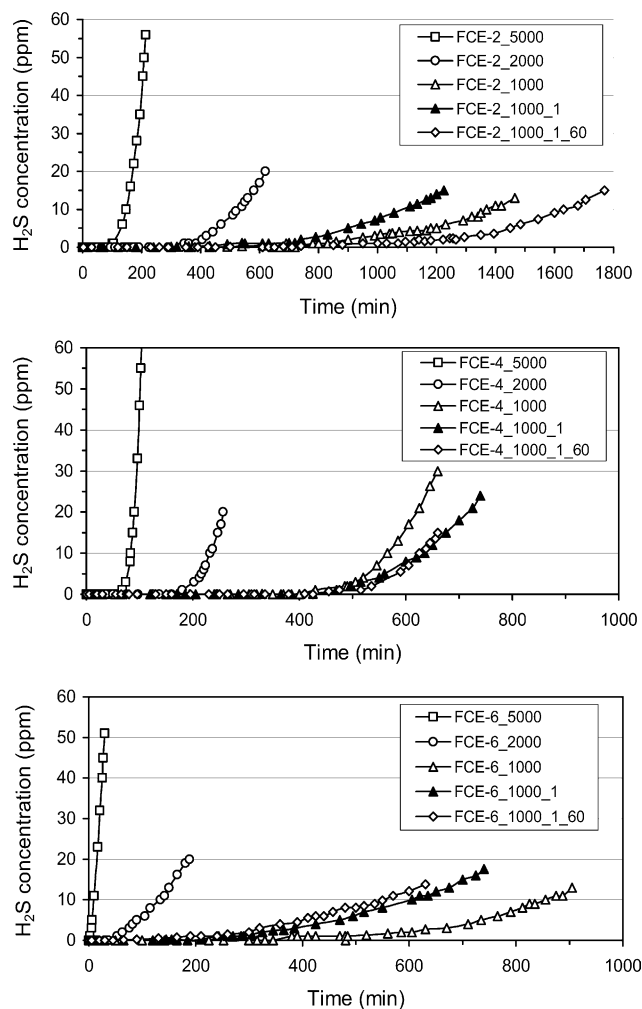 H2S concentration (ppm)
60
50
40
30
20
10
0
FCE-2_5000
FCE-2_2000
FCE-2_1000
FCE-2_1000_1
FCE-2_1000_1_60
0 200 400 600 800 1000 1200 1400 1600 1800
Time (min)
H2S concentration (ppm)
60
50
40
30
20
10
0
FCE-4_5000
FCE-4_2000
FCE-4_1000
FCE-4_1000_1
FCE-4_1000_1_60
0 200 400 600 800 1000
Time (min)
H2S concentration (ppm)
60
50
40
30
20
10
0
FCE-6_5000
FCE-6_2000
FCE-6_1000
FCE-6_1000_1
FCE-6_1000_1_60
0 200 400 600 800 1000
Time (min)